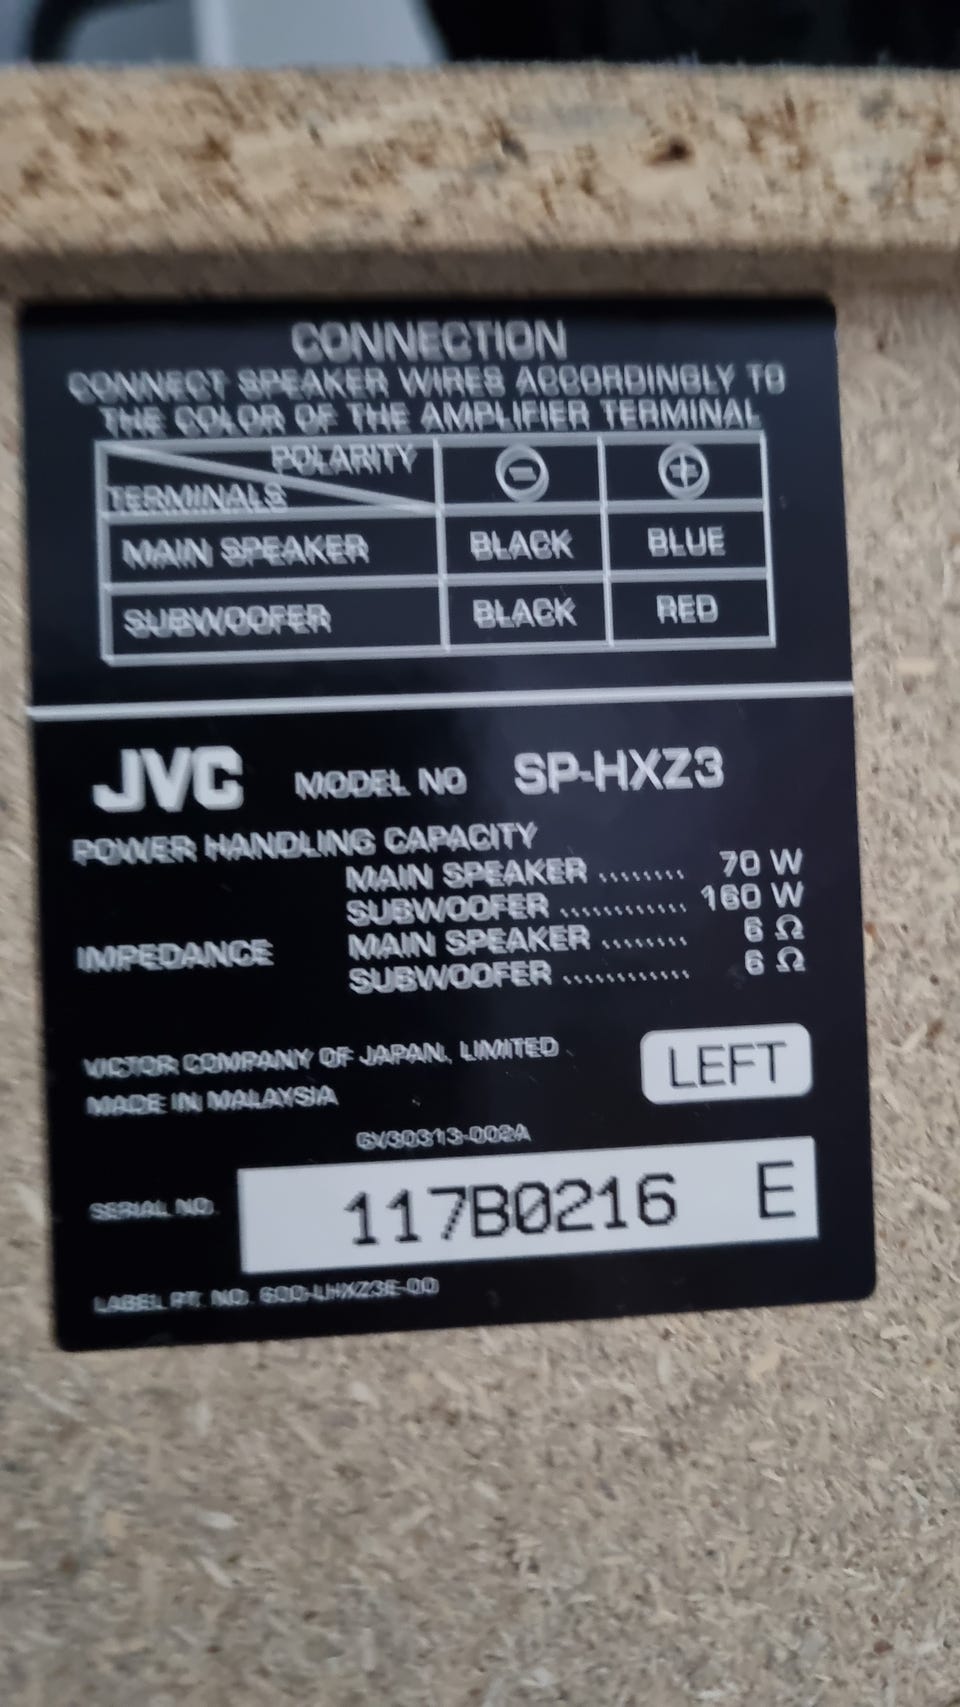 CONNECTION
CONNECT SPEAKER WIRES ACCORDINGLY TO
THE COLOR OF THE AMPLIFIER TERMINAL
POLARITY
TERMINALS - +
MAIN SPEAKER BLACK BLUE
SUBWOOFER BLACK RED
JVC MODEL NO SP-HXZ3
POWER HANDLING CAPACITY
MAIN SPEAKER ........ 70 W
SUBWOOFER ............ 160 W
IMPEDANCE MAIN SPEAKER ........ 6 Ω
SUBWOOFER ............ 6 Ω
VICTOR COMPANY OF JAPAN, LIMITED
MADE IN MALAYSIA
LEFT
GV30313-002A
SERIAL NO. 117B0216 E
LABEL PT. NO. 600-LHXZ3E-00